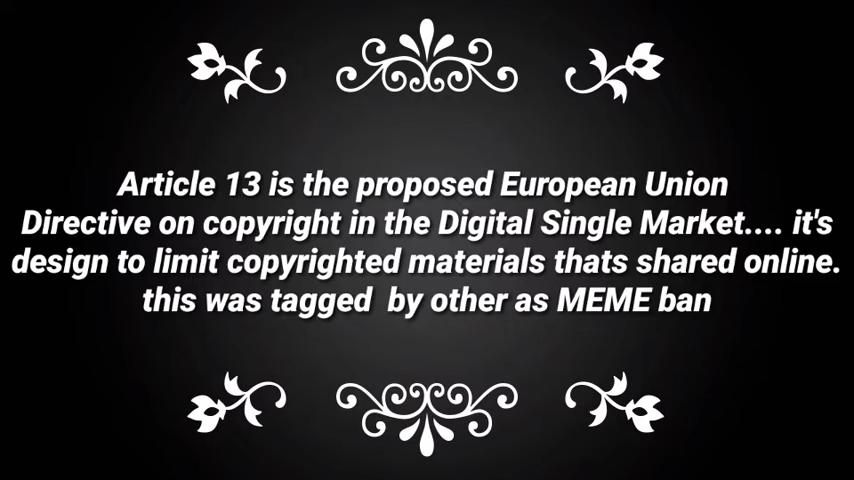 Article 13 is the proposed European Union
Directive on copyright in the Digital Single Market.... it's
design to limit copyrighted materials thats shared online.
this was tagged  by other as MEME ban